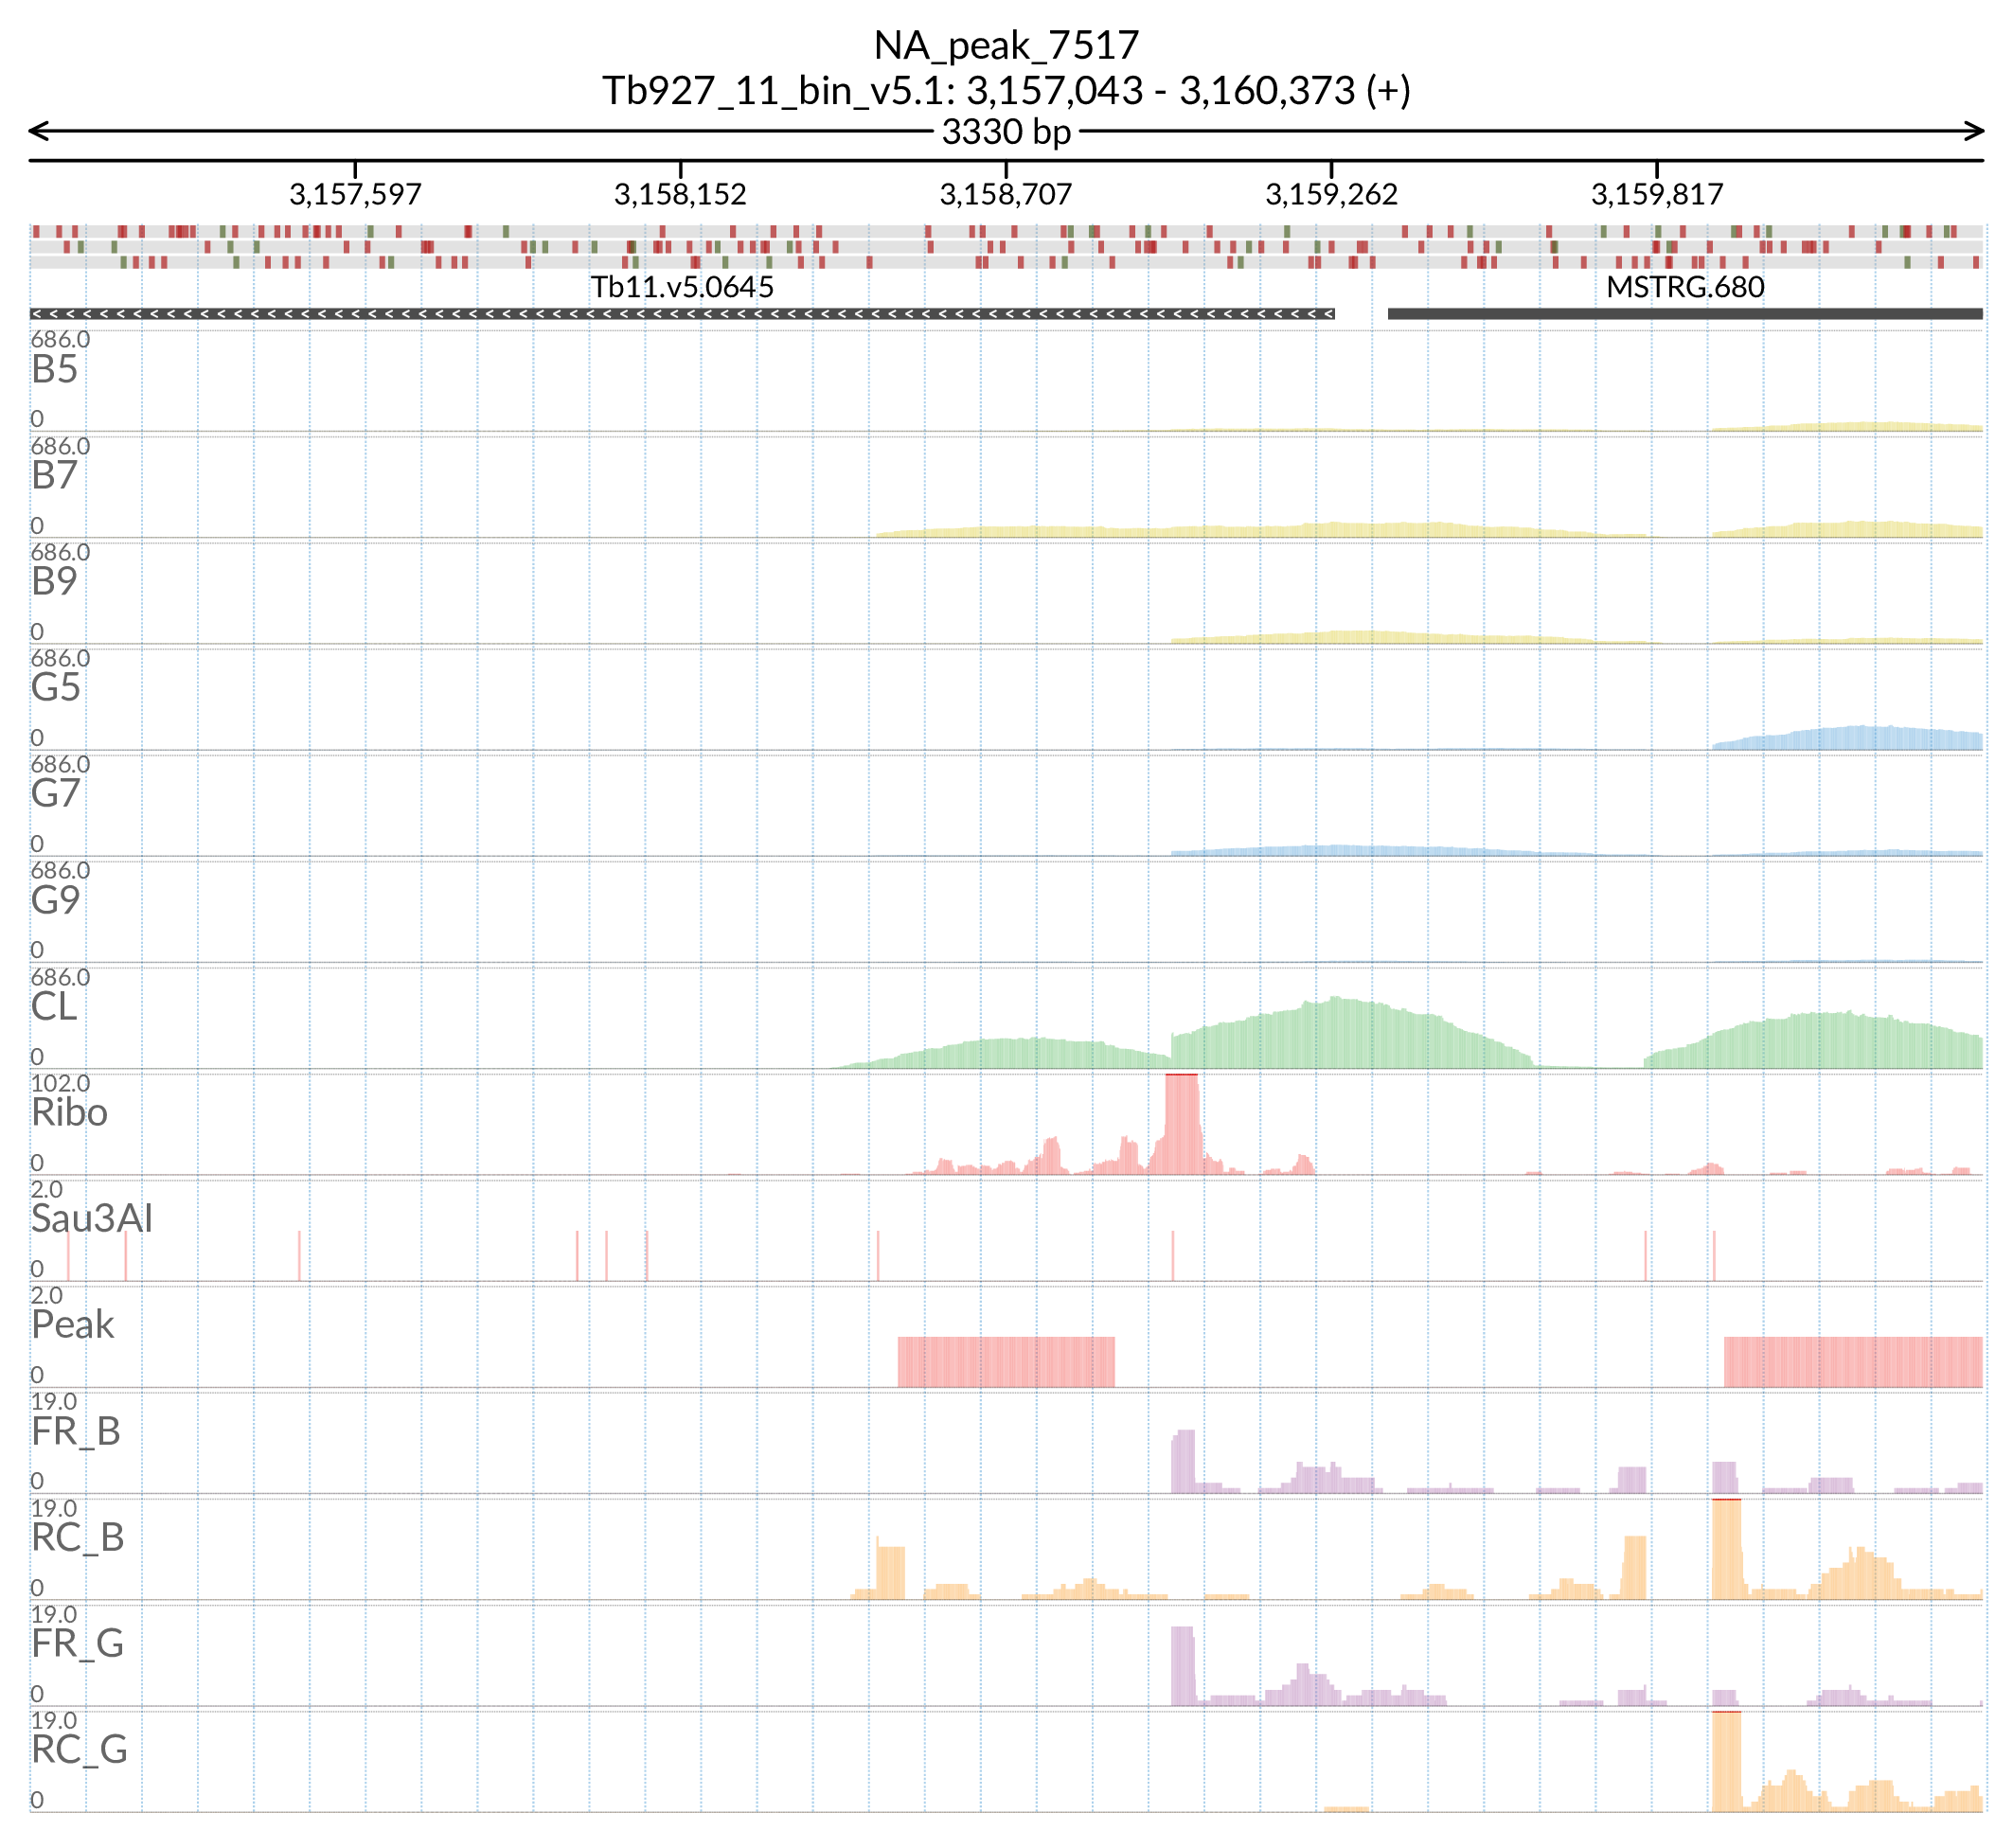 NA_peak_7517
Tb927_11_bin_v5.1: 3,157,043 - 3,160,373 (+)
3330 bp
3,157,597 3,158,152 3,158,707 3,159,262 3,159,817
Tb11.v5.0645 MSTRG.680
686.0
B5
0
686.0
B7
0
686.0
B9
0
686.0
G5
0
686.0
G7
0
686.0
G9
0
686.0
CL
0
102.0
Ribo
0
2.0
Sau3AI
0
2.0
Peak
0
19.0
FR_B
0
19.0
RC_B
0
19.0
FR_G
0
19.0
RC_G
0